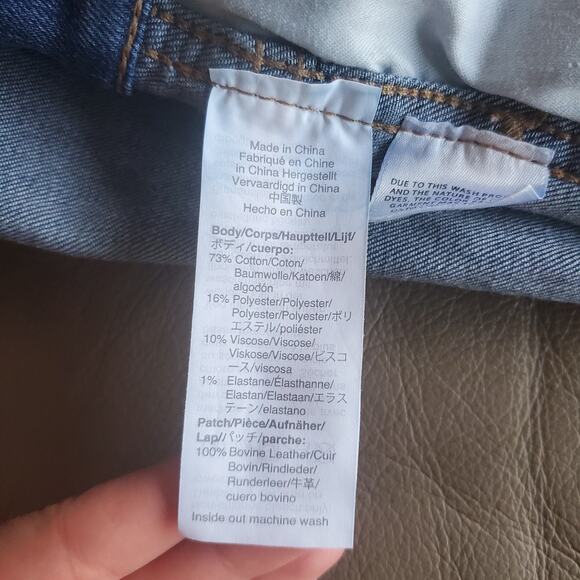 Made in China
Fabriqué en Chine
in China Hergestellt
Vervaardigd in China
中国製
Hecho en China
Body/Corps/Hauptteil/Lijf/
ボディ/cuerpo:
73% Cotton/Coton/
Baumwolle/Katoen/綿/
algodón
16% Polyester/Polyester/
Polyester/Polyester/ポリ
エステル/poliéster
10% Viscose/Viscose/
Viskose/Viscose/ビスコ
ース/viscosa
1% Elastane/Élasthanne/
Elastan/Elastaan/エラス
テーン/elastano
Patch/Pièce/Aufnäher/
Lap//パッチ/parche:
100% Bovine Leather/Cuir
Bovin/Rindleder/
Runderleer/牛革/
cuero bovino
Inside out machine wash
DUE TO THIS WASH
AND THE NATURE OF
DYES, THE COLOR
GARMENT